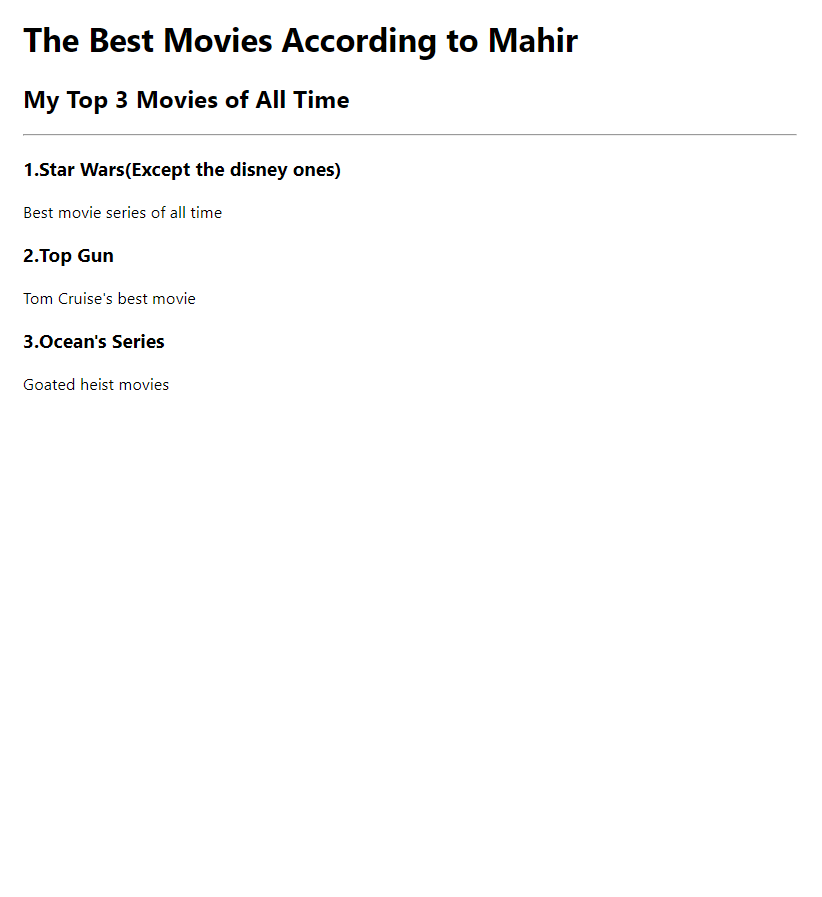 The Best Movies According to Mahir
My Top 3 Movies of All Time
1.Star Wars(Except the disney ones)
Best movie series of all time
2.Top Gun
Tom Cruise's best movie
3.Ocean's Series
Goated heist movies